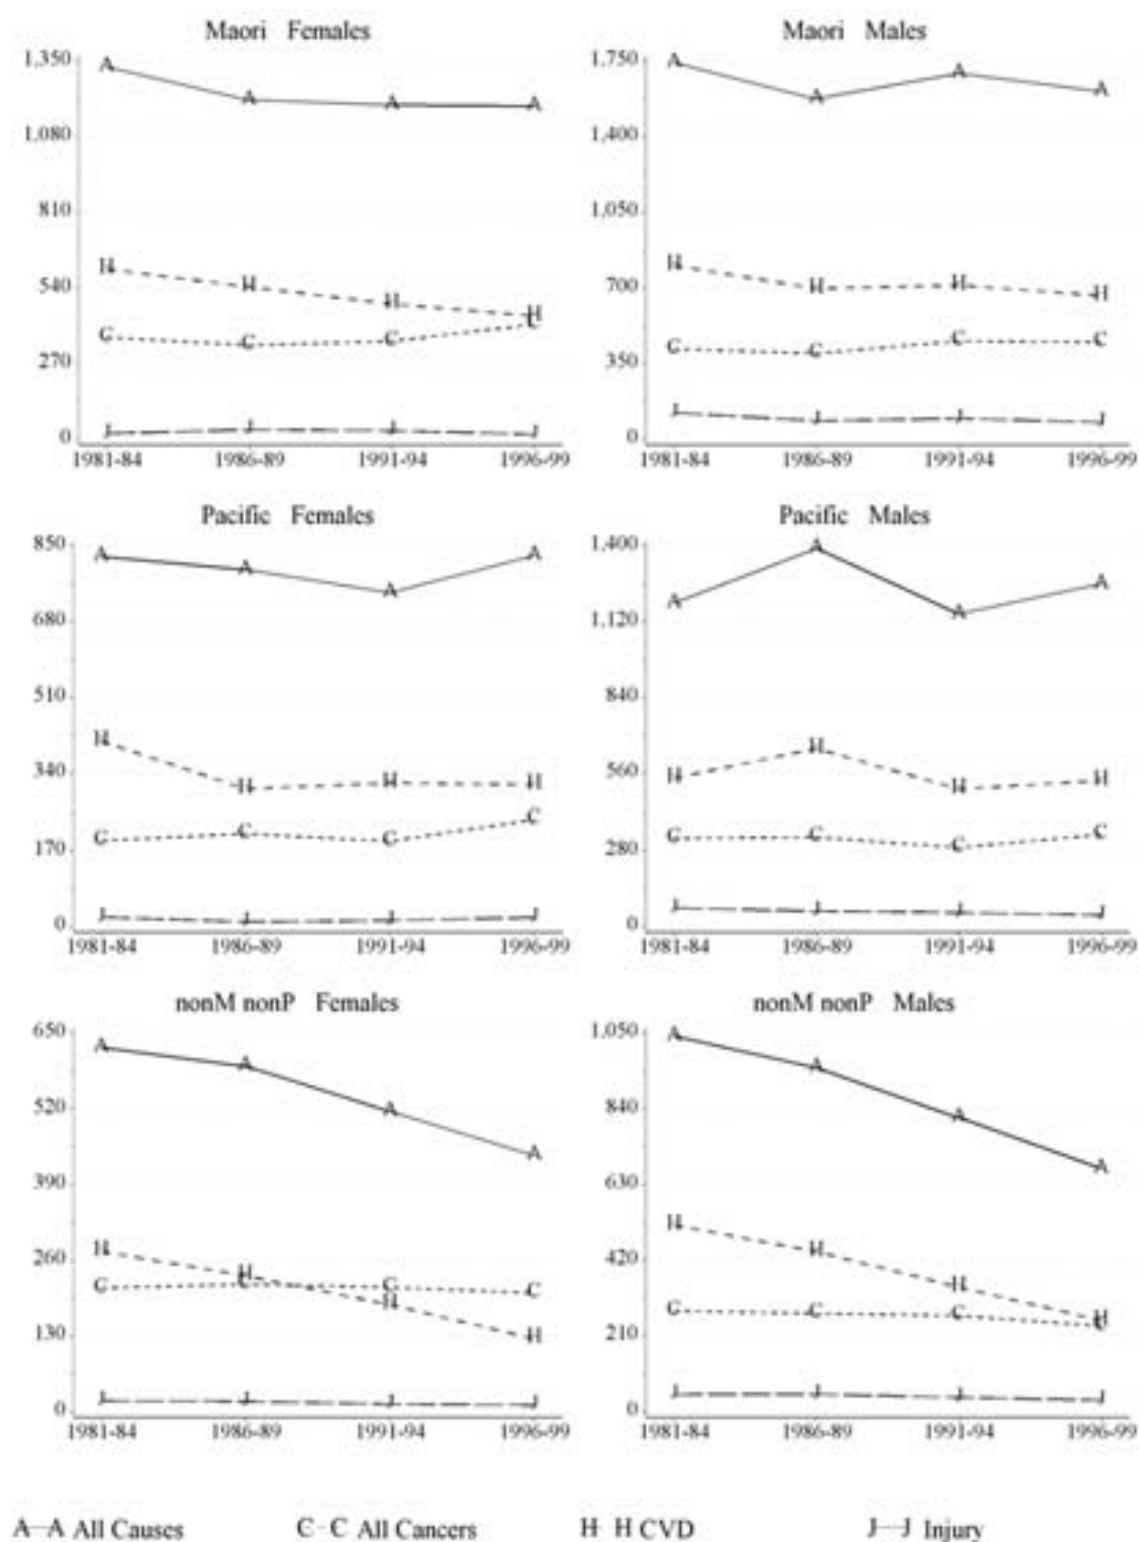 Maori Females
1,350
A A A A
1,080
810
H H H H
540
C C C C
270
J J J J
0
1981-84 1986-89 1991-94 1996-99
Maori Males
1,750
A A A A
1,400
1,050
H H H H
700
C C C C
350
J J J J
0
1981-84 1986-89 1991-94 1996-99
Pacific Females
850
A A A A
680
510
H H H H
340
C C C C
170
J J J J
0
1981-84 1986-89 1991-94 1996-99
Pacific Males
1,400
A A A A
1,120
840
H H H H
560
C C C C
280
J J J J
0
1981-84 1986-89 1991-94 1996-99
nonM nonP Females
650
A A A A
520
390
H H H H
260
C C C C
130
J J J J
0
1981-84 1986-89 1991-94 1996-99
nonM nonP Males
1,050
A A A A
840
630
H H H H
420
C C C C
210
J J J J
0
1981-84 1986-89 1991-94 1996-99
A—A All Causes C-C All Cancers H H CVD J—J Injury